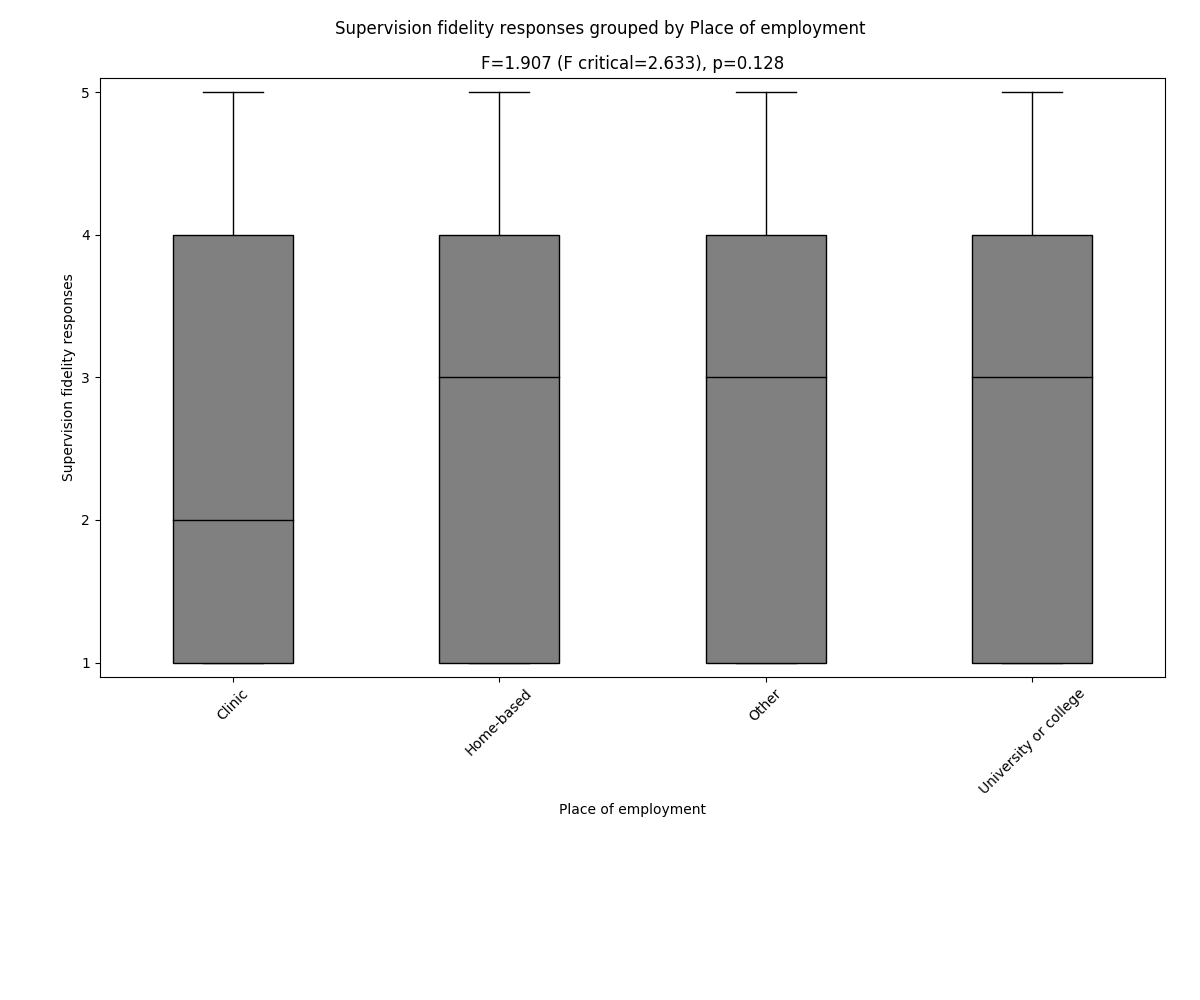 Supervision fidelity responses grouped by Place of employment
F=1.907 (F critical=2.633), p=0.128
5
4
3
2
1
Supervision fidelity responses
Clinic
Home-based
Other
University or college
Place of employment